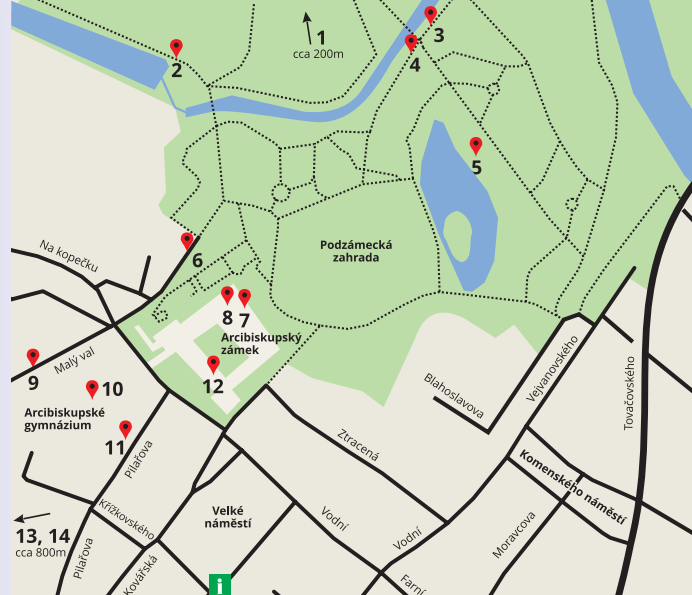 1
cca 200m
3
4
2
5
Na kopečku
6
Podzámecká
zahrada
8
7
Arcibiskupský
zámek
12
9
Malý val
10
Arcibiskupské
gymnázium
11
Pilařova
Blahoslavova
Vejvanovského
Tovačovského
Ztracená
Komenského náměstí
Křížkovského
Velké
náměstí
Vodní
Vodní
Moravcova
13, 14
cca 800m
Pilařova
Kovářská
Farní
i